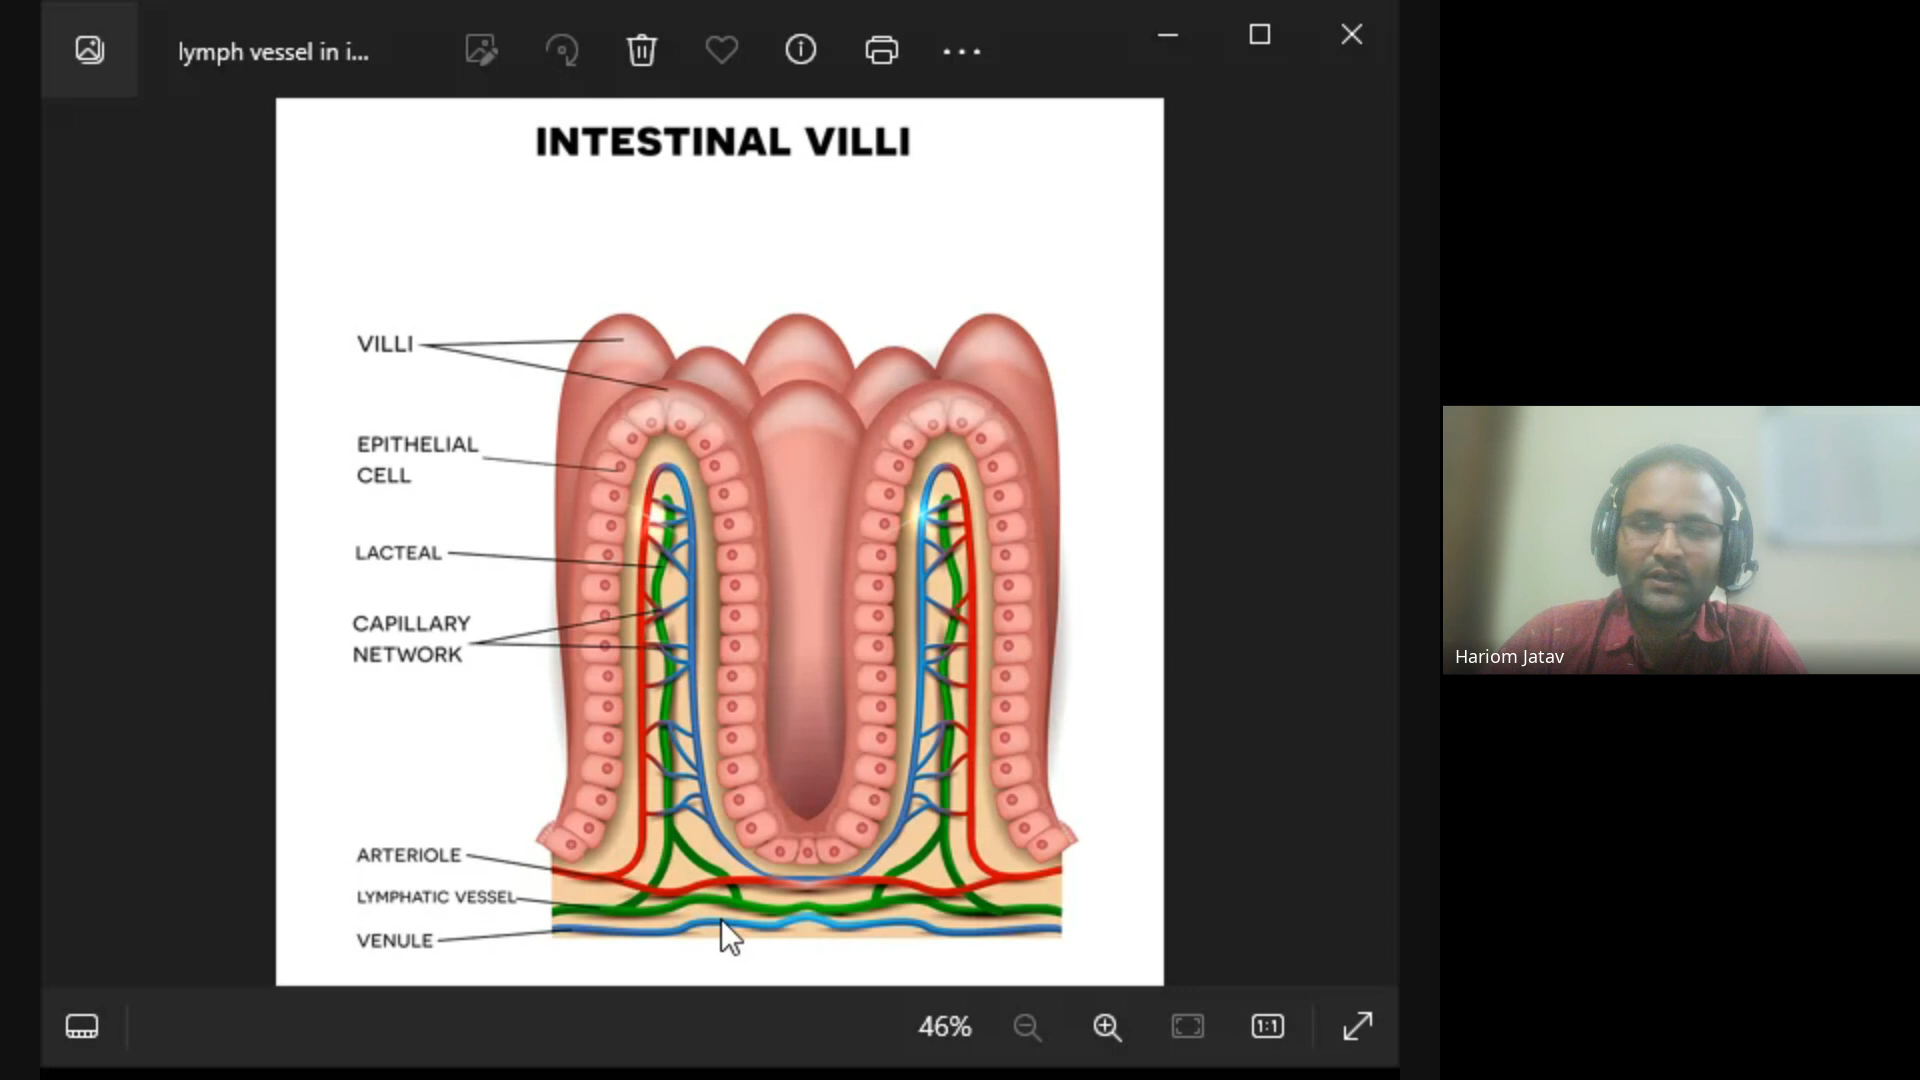 lymph vessel in i...
INTESTINAL VILLI
VILLI
EPITHELIAL
CELL
LACTEAL
CAPILLARY
NETWORK
ARTERIOLE
LYMPHATIC VESSEL
VENULE
46%
1:1
Hariom Jatav